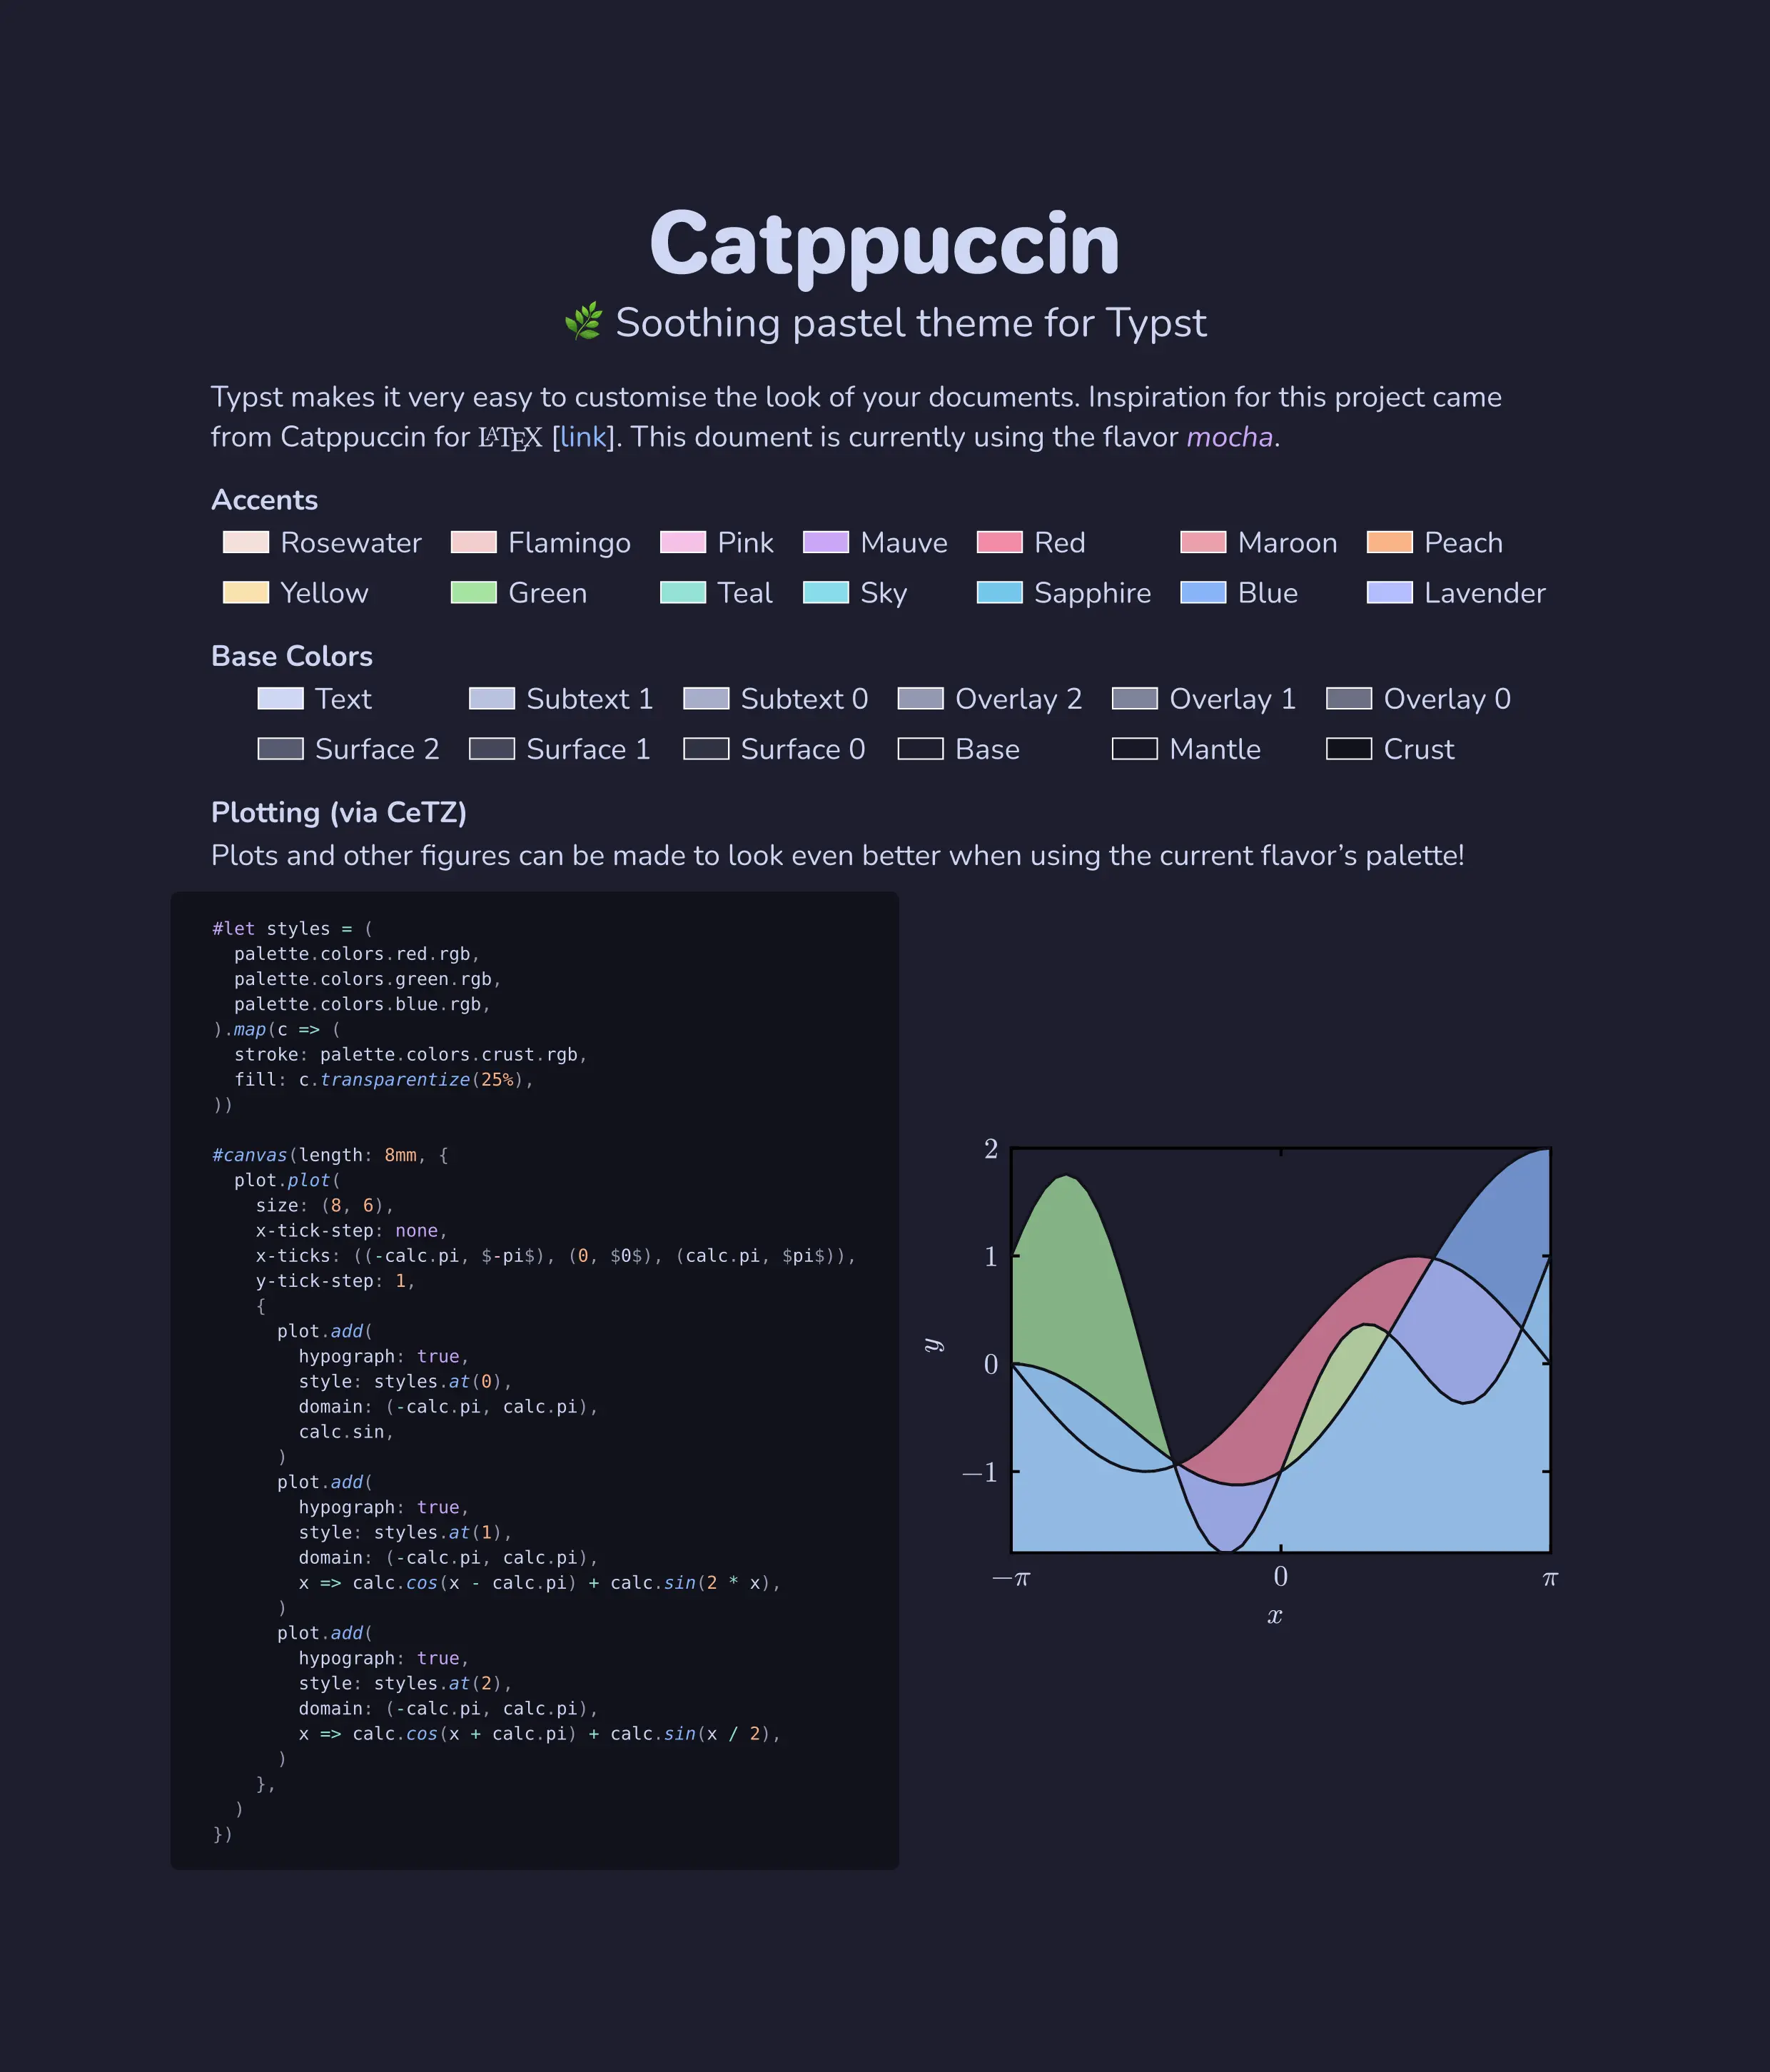 Catppuccin
🌿 Soothing pastel theme for Typst
Typst makes it very easy to customise the look of your documents. Inspiration for this project came
from Catppuccin for LATEX [link]. This doument is currently using the flavor mocha.
Accents
Rosewater Flamingo Pink Mauve Red Maroon Peach
Yellow Green Teal Sky Sapphire Blue Lavender
Base Colors
Text Subtext 1 Subtext 0 Overlay 2 Overlay 1 Overlay 0
Surface 2 Surface 1 Surface 0 Base Mantle Crust
Plotting (via CeTZ)
Plots and other figures can be made to look even better when using the current flavor’s palette!
#let styles = (
  palette.colors.red.rgb,
  palette.colors.green.rgb,
  palette.colors.blue.rgb,
).map(c => (
  stroke: palette.colors.crust.rgb,
  fill: c.transparentize(25%),
))
#canvas(length: 8mm, {
  plot.plot(
    size: (8, 6),
    x-tick-step: none,
    x-ticks: ((-calc.pi, $-pi$), (0, $0$), (calc.pi, $pi$)),
    y-tick-step: 1,
    {
      plot.add(
        hypograph: true,
        style: styles.at(0),
        domain: (-calc.pi, calc.pi),
        calc.sin,
      )
      plot.add(
        hypograph: true,
        style: styles.at(1),
        domain: (-calc.pi, calc.pi),
        x => calc.cos(x - calc.pi) + calc.sin(2 * x),
      )
      plot.add(
        hypograph: true,
        style: styles.at(2),
        domain: (-calc.pi, calc.pi),
        x => calc.cos(x + calc.pi) + calc.sin(x / 2),
      )
    },
  )
})
2
1
y
0
−1
−π 0 π
x